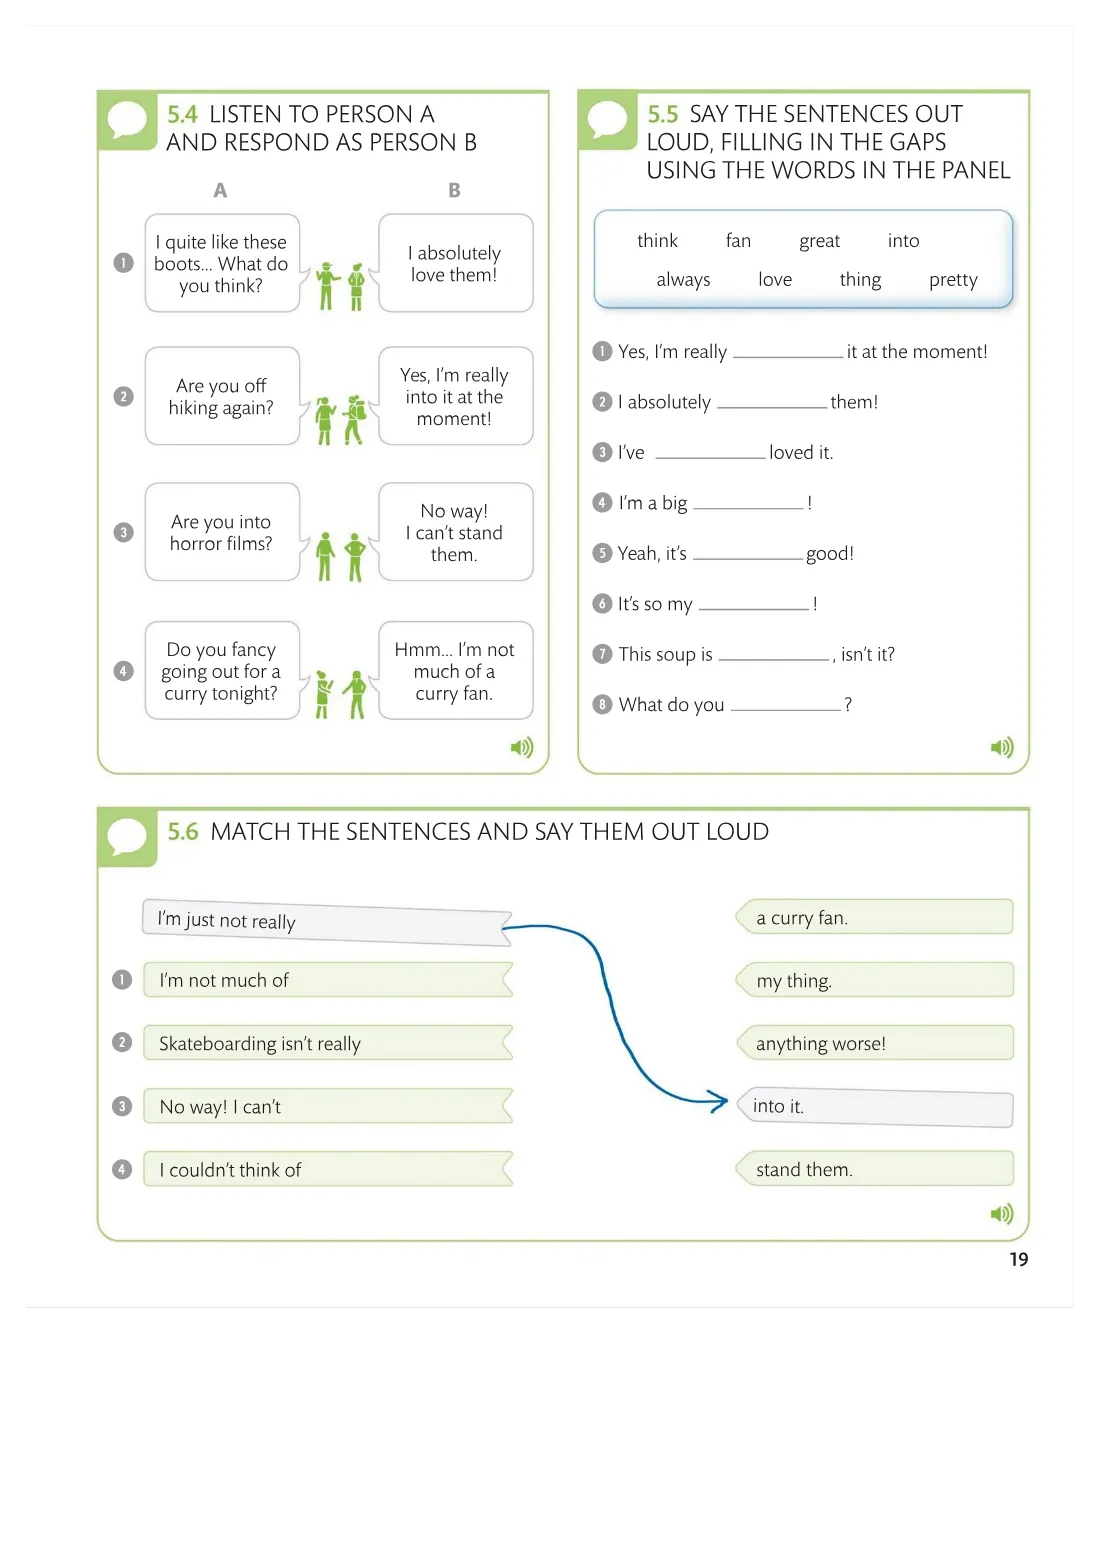 5.4 LISTEN TO PERSON A
AND RESPOND AS PERSON B
A
B
1
I quite like these
boots... What do
you think?
I absolutely
love them!
2
Are you off
hiking again?
Yes, I'm really
into it at the
moment!
3
Are you into
horror films?
No way!
I can't stand
them.
4
Do you fancy
going out for a
curry tonight?
Hmm... I'm not
much of a
curry fan.
5.5 SAY THE SENTENCES OUT
LOUD, FILLING IN THE GAPS
USING THE WORDS IN THE PANEL
think fan great into
always love thing pretty
1 Yes, I'm really ____________ it at the moment!
2 I absolutely ____________ them!
3 I've ____________ loved it.
4 I'm a big ____________ !
5 Yeah, it's ____________ good!
6 It's so my ____________ !
7 This soup is ____________ , isn't it?
8 What do you ____________ ?
5.6 MATCH THE SENTENCES AND SAY THEM OUT LOUD
I'm just not really
a curry fan.
1 I'm not much of
my thing.
2 Skateboarding isn't really
anything worse!
3 No way! I can't
into it.
4 I couldn't think of
stand them.
19